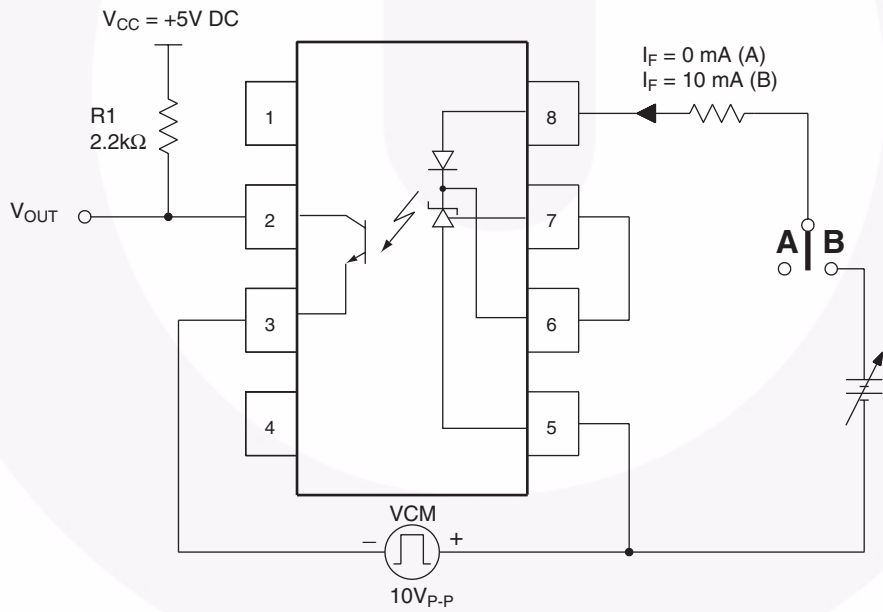 V_CC = +5V DC
R1
2.2kΩ
V_OUT
1
2
3
4
8
7
6
5
I_F = 0 mA (A)
I_F = 10 mA (B)
A B
VCM
– +
10V_P-P